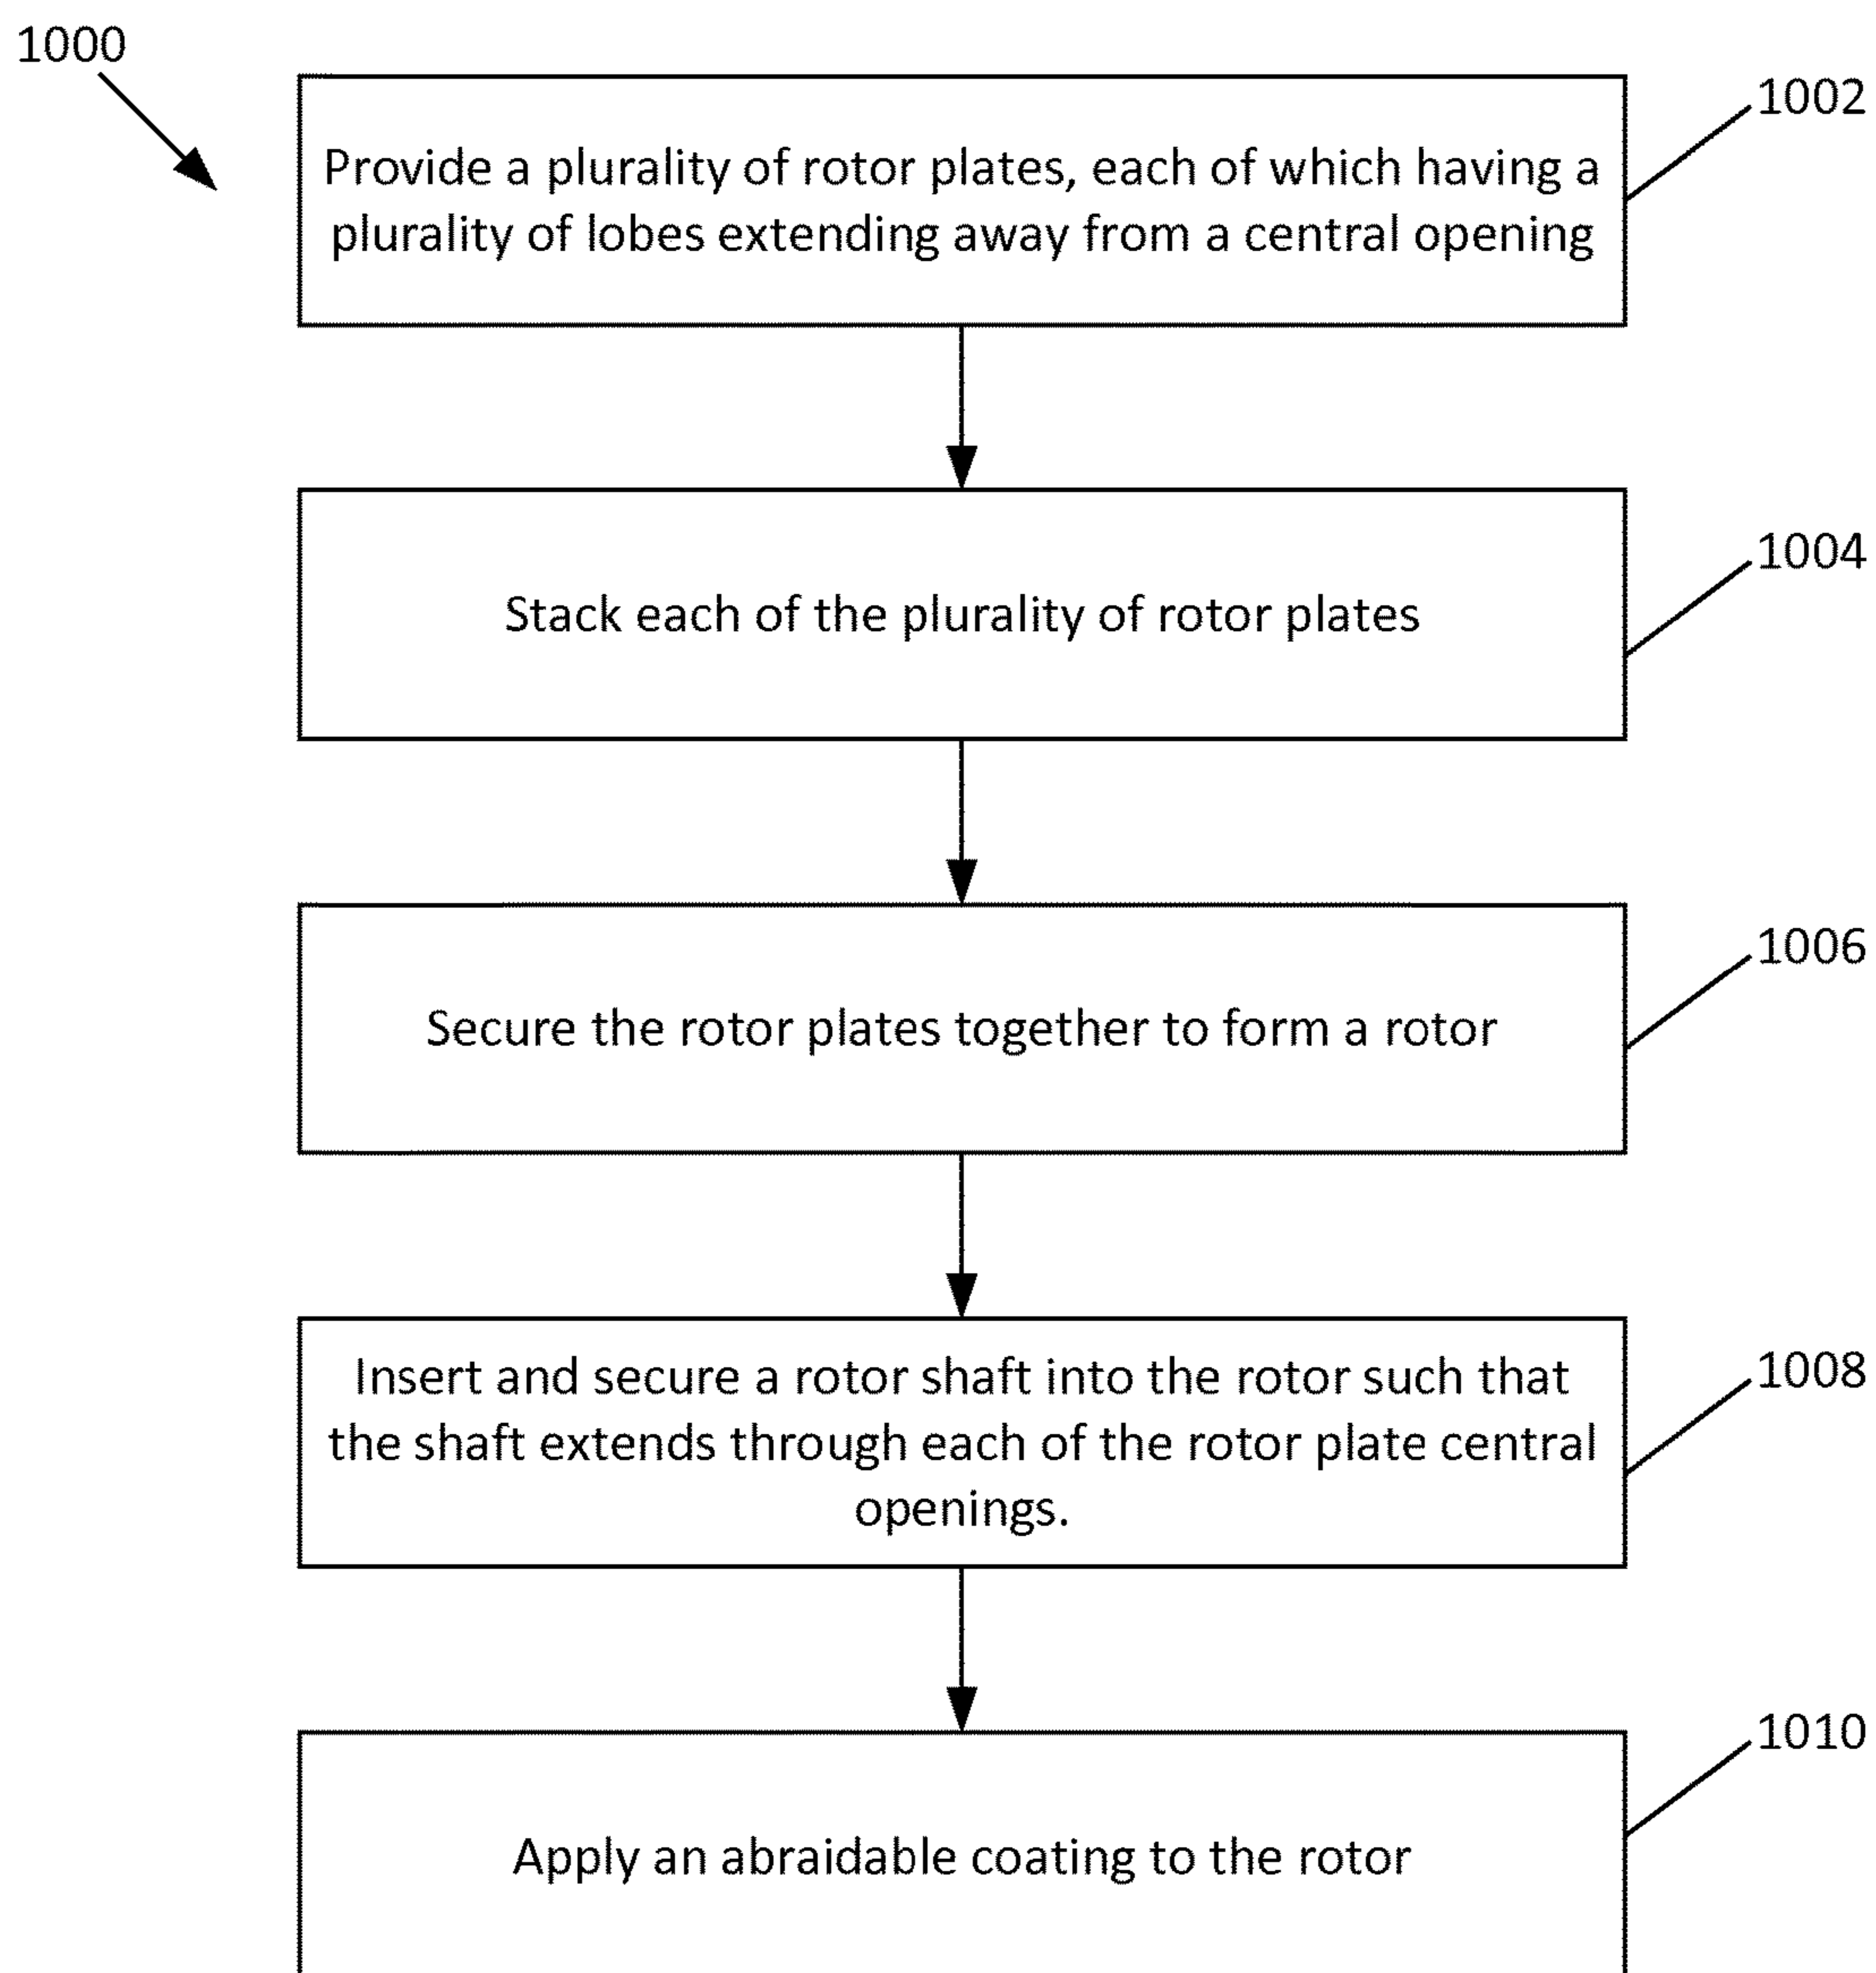 1000
1002
Provide a plurality of rotor plates, each of which having a
plurality of lobes extending away from a central opening
1004
Stack each of the plurality of rotor plates
1006
Secure the rotor plates together to form a rotor
1008
Insert and secure a rotor shaft into the rotor such that
the shaft extends through each of the rotor plate central
openings.
1010
Apply an abraidable coating to the rotor